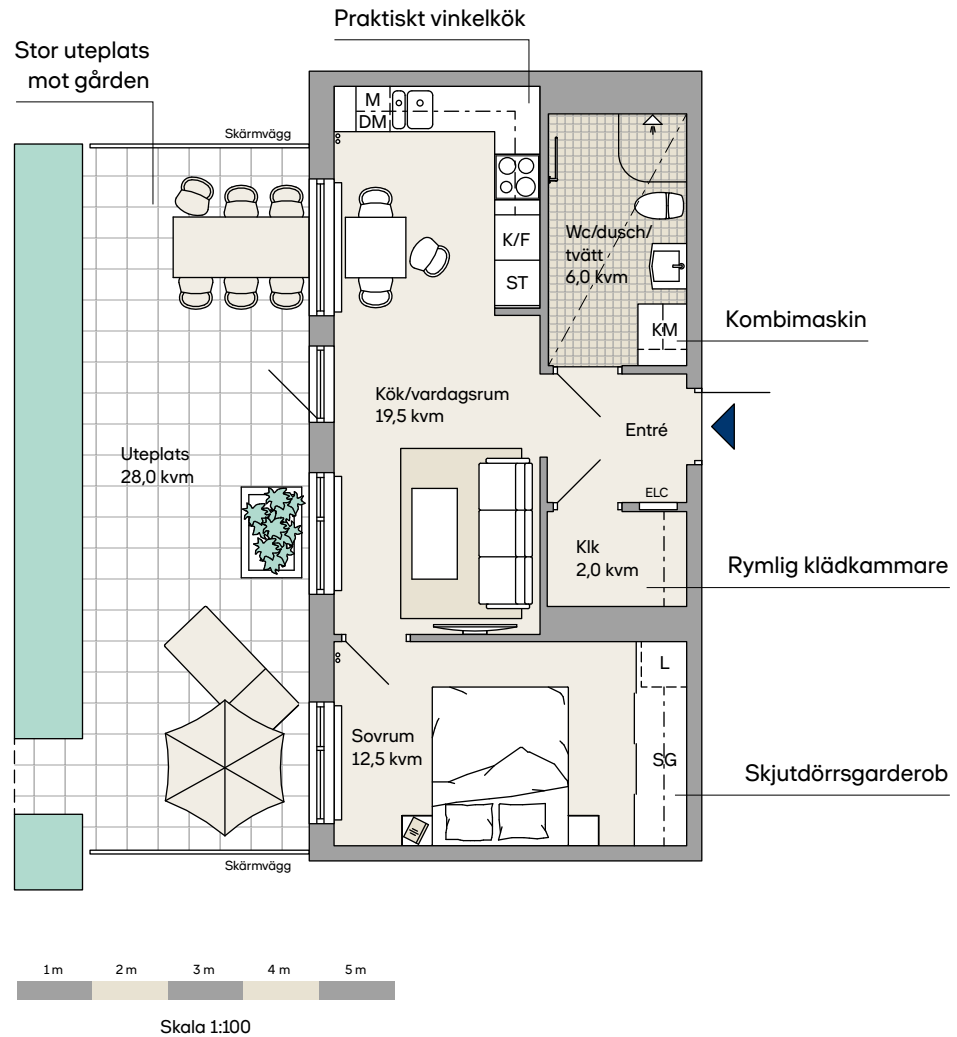 Praktiskt vinkelkök
Stor uteplats
mot gården
Skärmvägg
M
DM
K/F
ST
Wc/dusch/
tvätt
6,0 kvm
KM
Kombimaskin
Kök/vardagsrum
19,5 kvm
Entré
Uteplats
28,0 kvm
ELC
Klk
2,0 kvm
Rymlig klädkammare
L
Sovrum
12,5 kvm
SG
Skjutdörrsgarderob
Skärmvägg
1 m 2 m 3 m 4 m 5 m
Skala 1:100